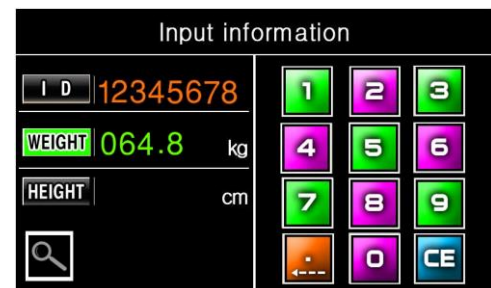 Input information
ID 12345678
WEIGHT 064.8 kg
HEIGHT cm
1 2 3
4 5 6
7 8 9
. 0 CE